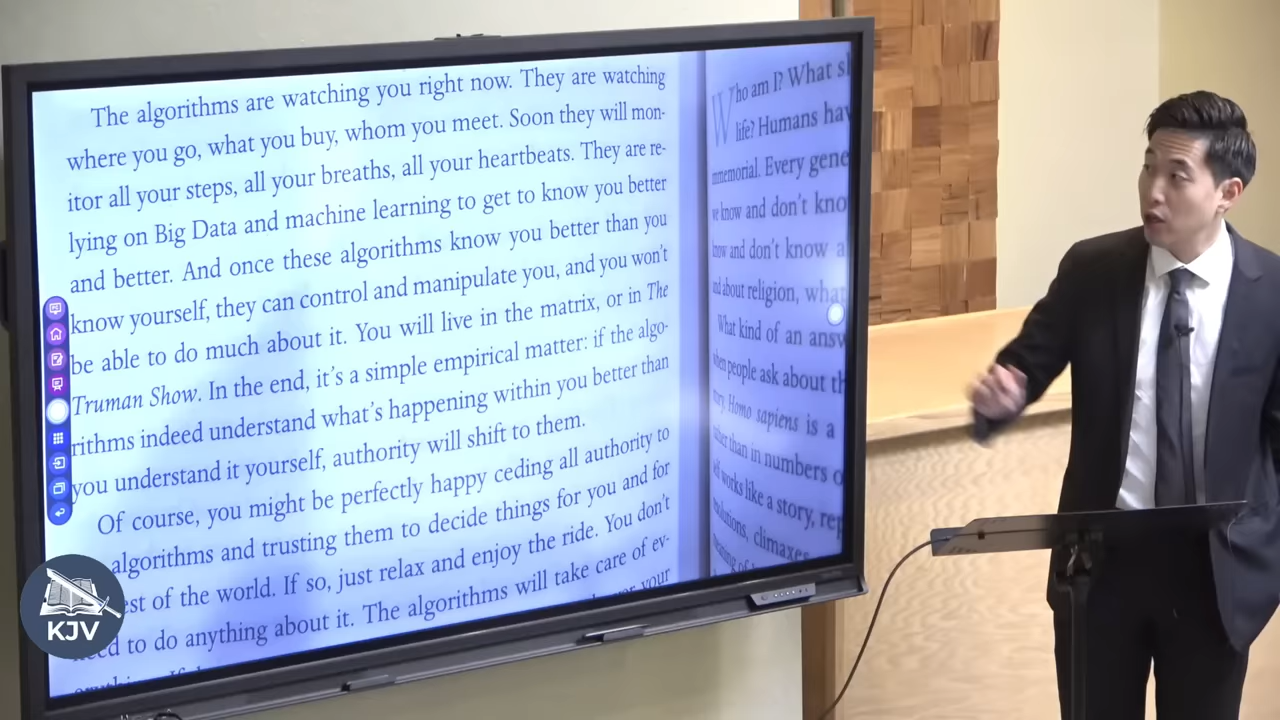 The algorithms are watching you right now. They are watching
where you go, what you buy, whom you meet. Soon they will mon-
itor all your steps, all your breaths, all your heartbeats. They are re-
lying on Big Data and machine learning to get to know you better
and better. And once these algorithms know you better than you
know yourself, they can control and manipulate you, and you won't
be able to do much about it. You will live in the matrix, or in The
Truman Show. In the end, it's a simple empirical matter: if the algo-
rithms indeed understand what's happening within you better than
you understand it yourself, authority will shift to them.
Of course, you might be perfectly happy ceding all authority to
algorithms and trusting them to decide things for you and for
est of the world. If so, just relax and enjoy the ride. You don't
to do anything about it. The algorithms will take care of ev-
your
Who am I? What s
life? Humans hav
memorial. Every gene
we know and don't kno
know and don't know a
and about religion, what
What kind of an answ
when people ask about th
Homo sapiens is a
rather than in numbers o
self works like a story, rep
climaxes
KJV